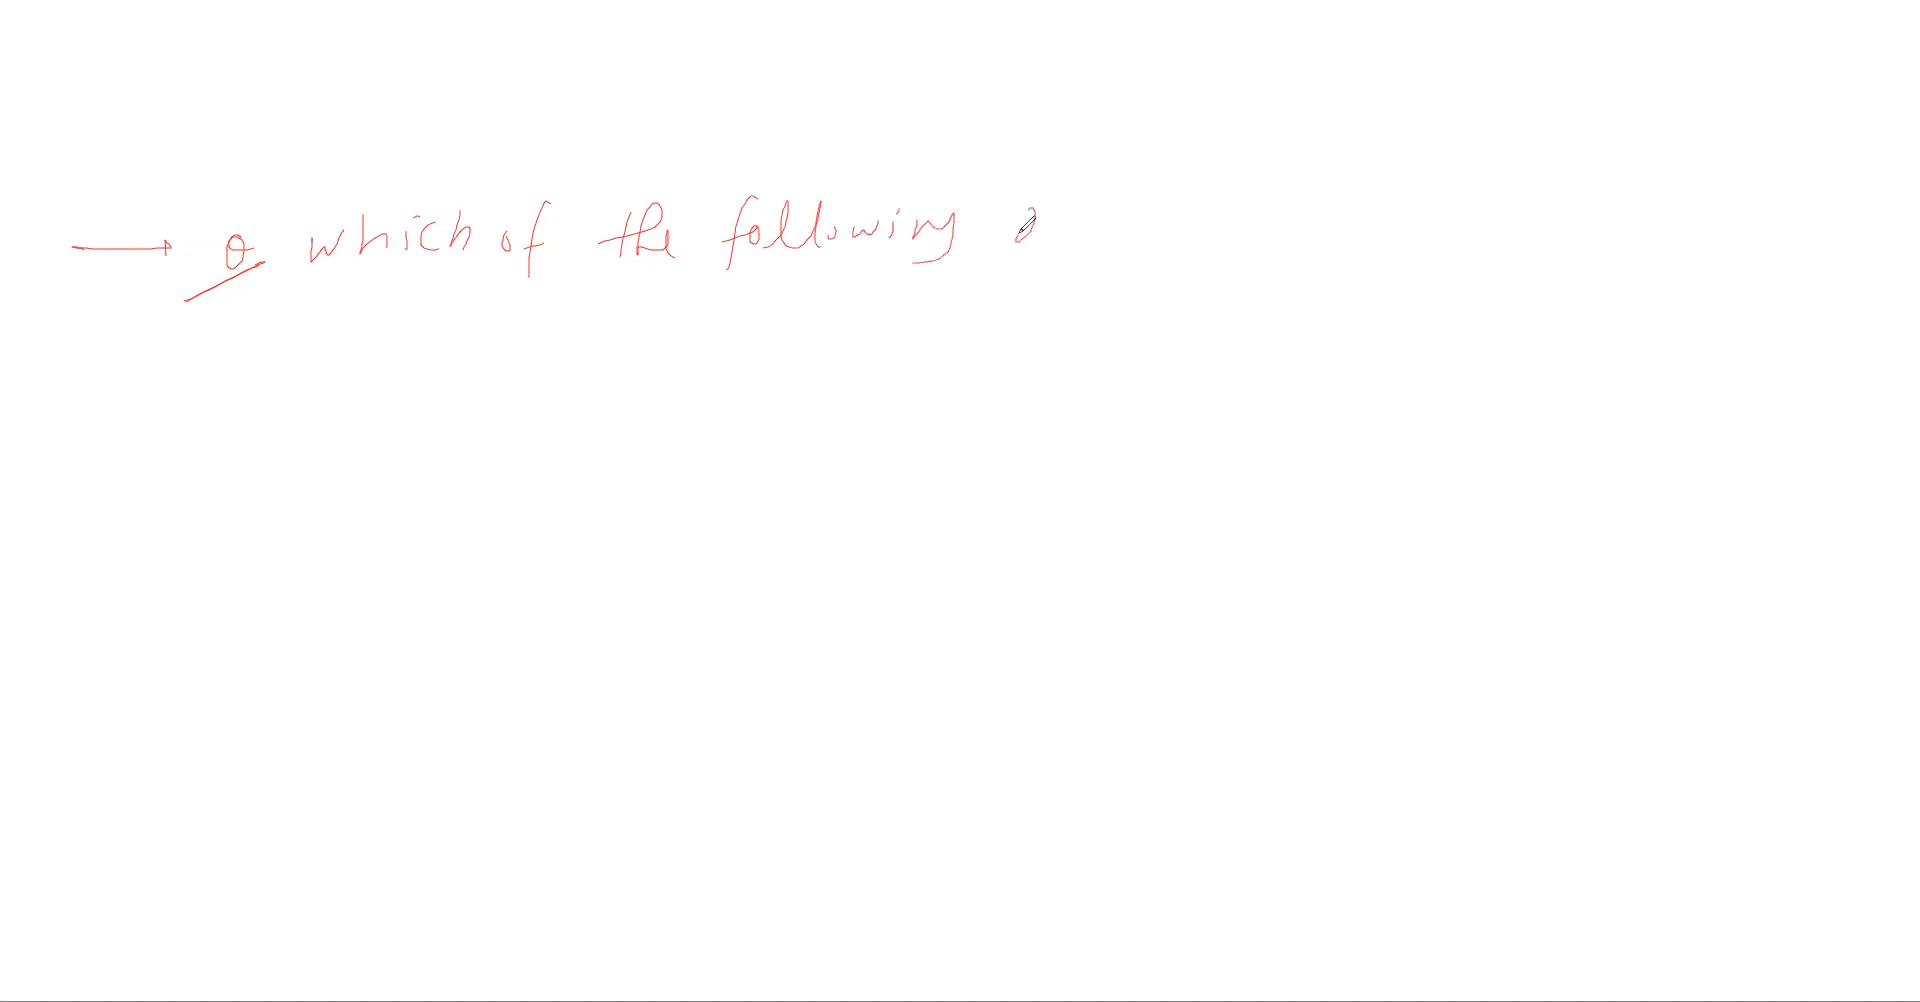 → Q which of the following